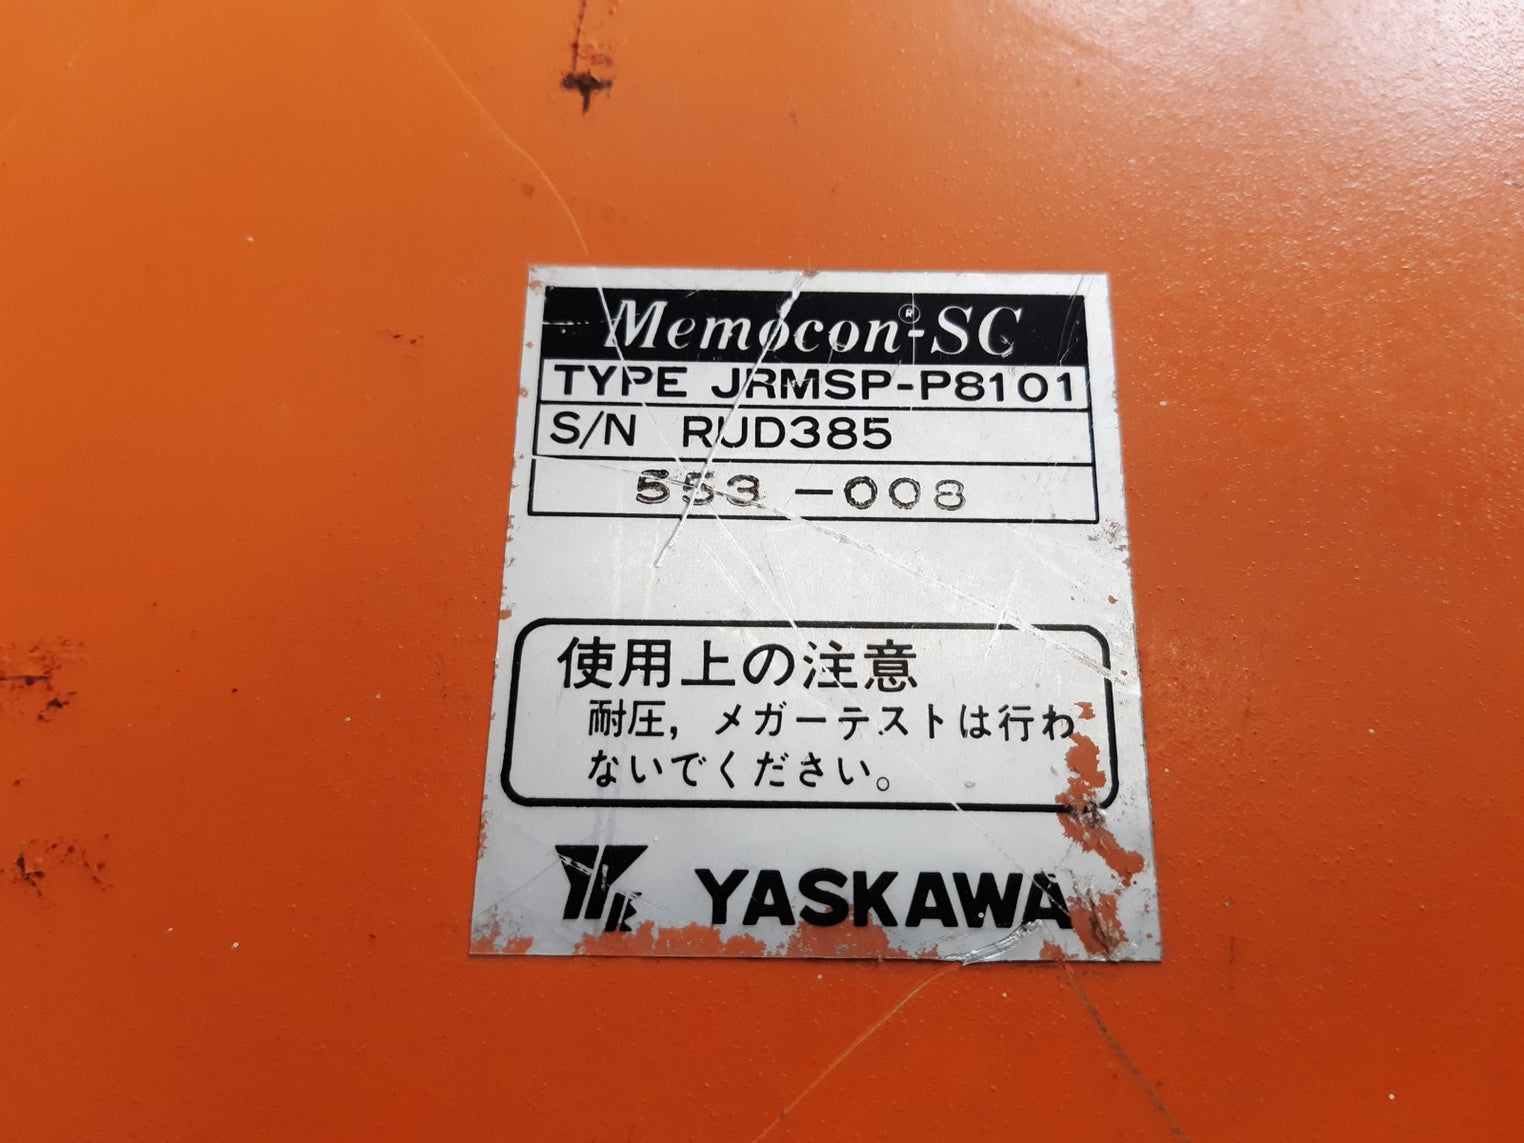 Memocon®-SC
TYPE JRMSP-P8101
S/N RUD385
553-008
使用上の注意
耐圧,メガーテストは行わ
ないでください。
YASKAWA